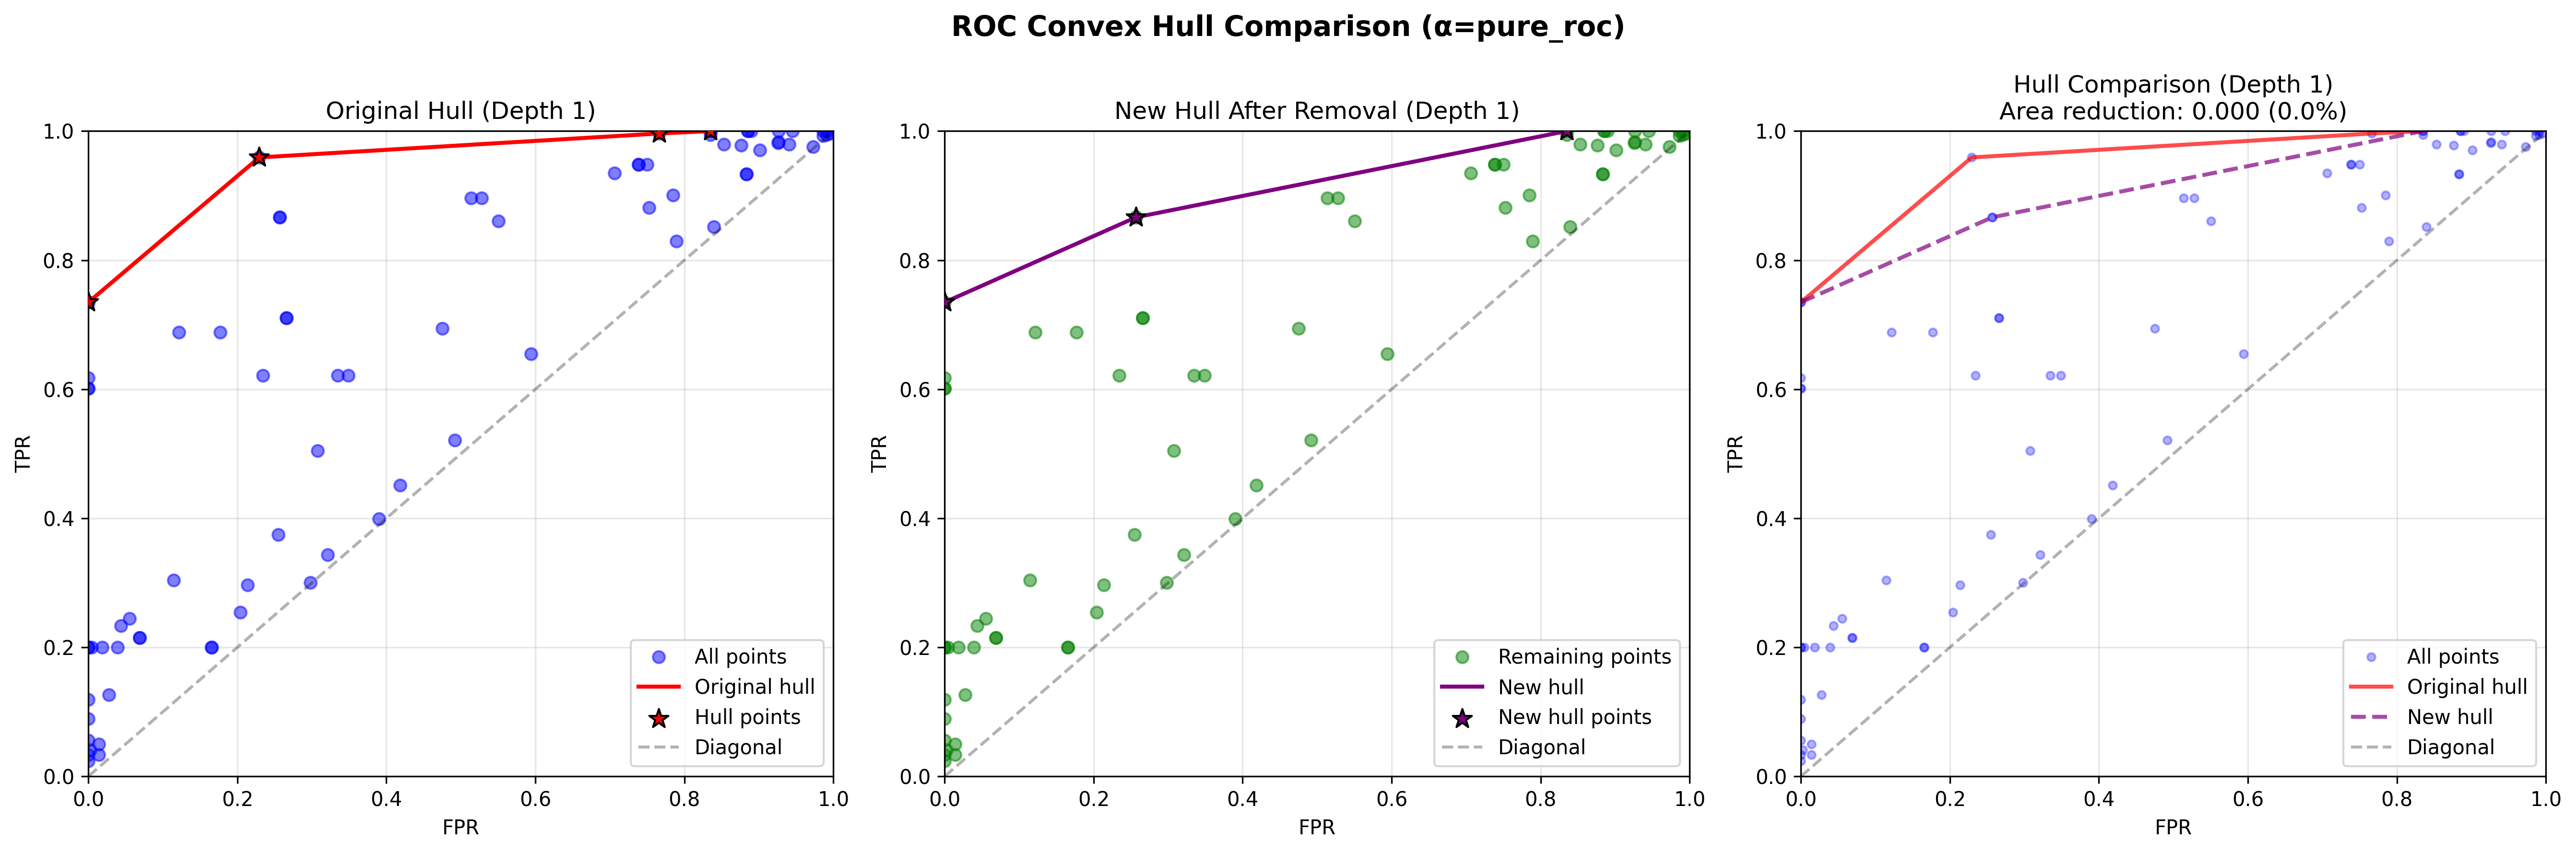 ROC Convex Hull Comparison (α=pure_roc)
Original Hull (Depth 1)
1.0
0.8
0.6
0.4
0.2
0.0
TPR
0.0 0.2 0.4 0.6 0.8 1.0
FPR
All points
Original hull
Hull points
Diagonal
New Hull After Removal (Depth 1)
1.0
0.8
0.6
0.4
0.2
0.0
TPR
0.0 0.2 0.4 0.6 0.8 1.0
FPR
Remaining points
New hull
New hull points
Diagonal
Hull Comparison (Depth 1)
Area reduction: 0.000 (0.0%)
1.0
0.8
0.6
0.4
0.2
0.0
TPR
0.0 0.2 0.4 0.6 0.8 1.0
FPR
All points
Original hull
New hull
Diagonal